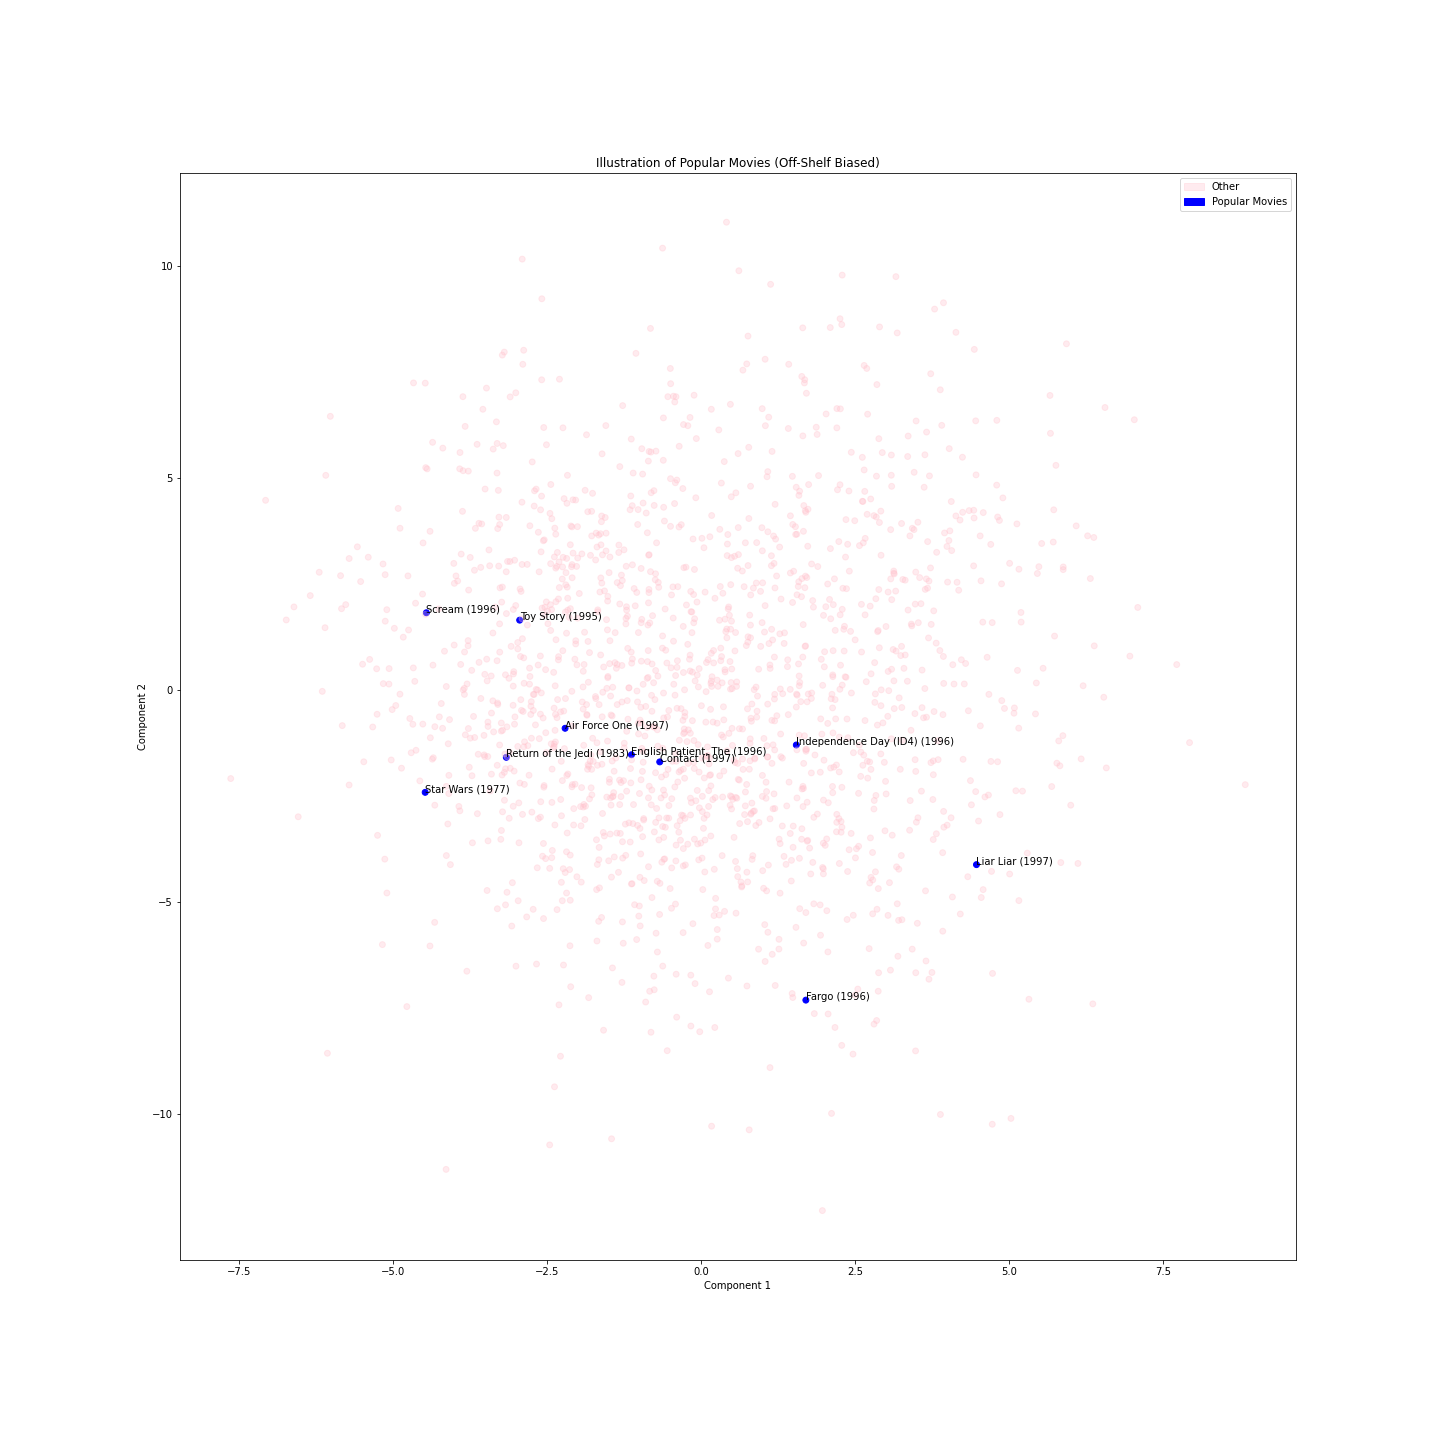 Illustration of Popular Movies (Off-Shelf Biased)
Other
Popular Movies
10
5
0
−5
−10
Component 2
Scream (1996)
Toy Story (1995)
Air Force One (1997)
Independence Day (ID4) (1996)
Return of the Jedi (1983)
English Patient, The (1996)
Contact (1997)
Star Wars (1977)
Liar Liar (1997)
Fargo (1996)
−7.5 −5.0 −2.5 0.0 2.5 5.0 7.5
Component 1